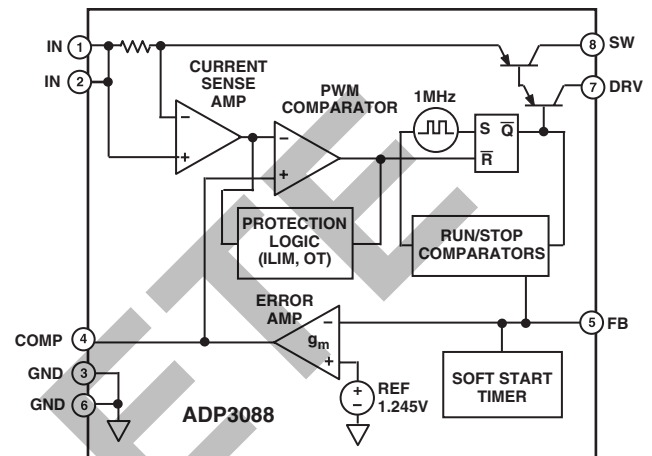 IN 1
8 SW
IN 2
CURRENT
SENSE
AMP
7 DRV
PWM
COMPARATOR
1MHz
S Q̅
R̅
−
+
−
+
PROTECTION
LOGIC
(ILIM, OT)
RUN/STOP
COMPARATORS
ERROR
AMP
−
gm
+
5 FB
COMP 4
GND 3
GND 6
ADP3088
+
−
REF
1.245V
SOFT START
TIMER
ETE